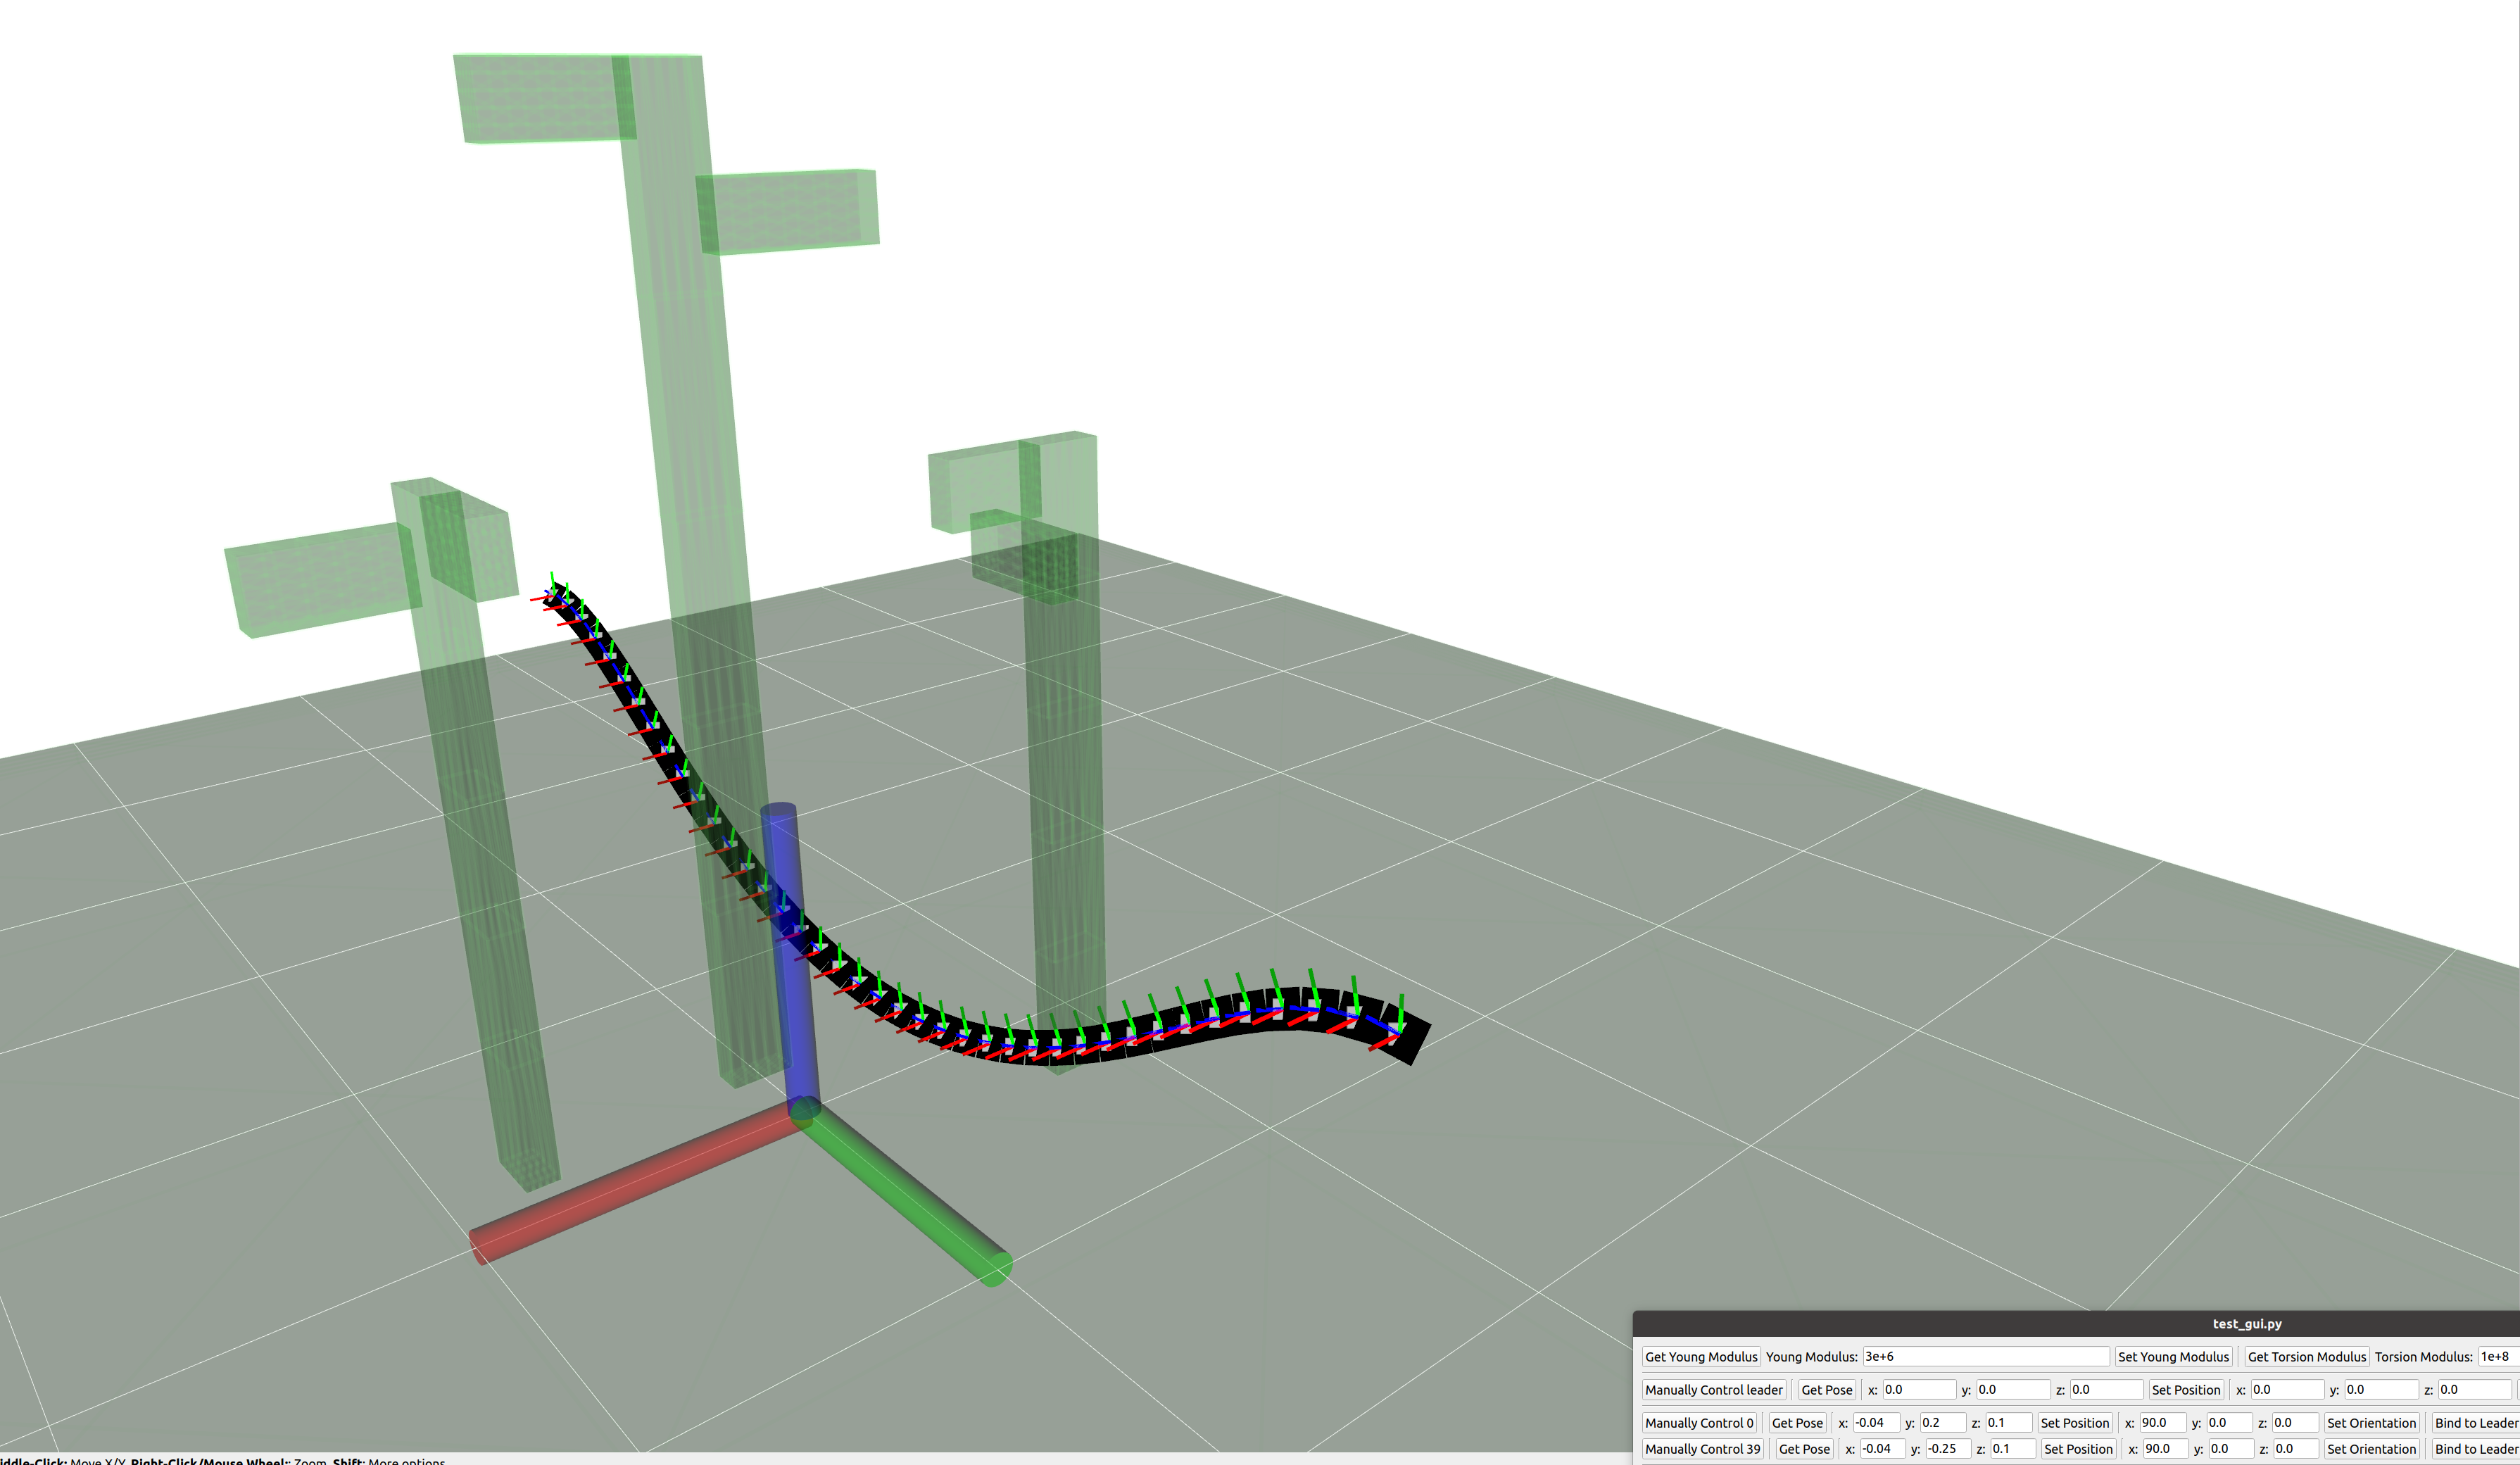 test_gui.py
Get Young Modulus Young Modulus: 3e+6 Set Young Modulus Get Torsion Modulus Torsion Modulus: 1e+8
Manually Control leader Get Pose x: 0.0 y: 0.0 z: 0.0 Set Position x: 0.0 y: 0.0 z: 0.0
Manually Control 0 Get Pose x: -0.04 y: 0.2 z: 0.1 Set Position x: 90.0 y: 0.0 z: 0.0 Set Orientation Bind to Leader
Manually Control 39 Get Pose x: -0.04 y: -0.25 z: 0.1 Set Position x: 90.0 y: 0.0 z: 0.0 Set Orientation Bind to Leader
iddle-Click: Move X/Y. Right-Click/Mouse Wheel:: Zoom. Shift: More options.